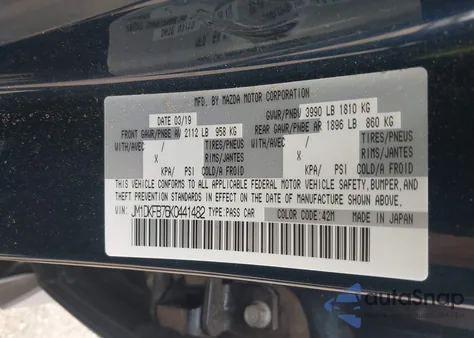 MFD. BY MAZDA MOTOR CORPORATION
DATE 03/19 GVWR/PNBV 3990 LB 1810 KG
FRONT GAWR/PNBE AV 2112 LB 958 KG REAR GAWR/PNBE AR 1896 LB 860 KG
WITH/AVEC / TIRES/PNEUS WITH/AVEC / TIRES/PNEUS
X RIMS/JANTES X RIMS/JANTES
KPA/ PSI COLD/A FROID KPA/ PSI COLD/A FROID
THIS VEHICLE CONFORMS TO ALL APPLICABLE FEDERAL MOTOR VEHICLE SAFETY, BUMPER, AND
THEFT PREVENTION STANDARDS IN EFFECT ON THE DATE OF MANUFACTURE SHOWN ABOVE.
VIN: JM1DKFB76K0441482 TYPE:PASS CAR COLOR CODE: 42M MADE IN JAPAN
autoSnap